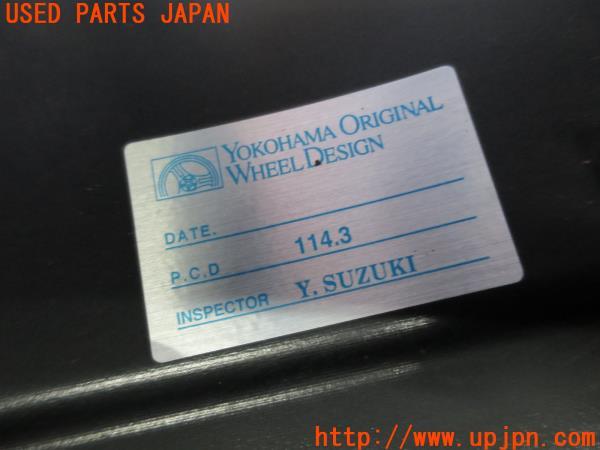 USED PARTS JAPAN
YOKOHAMA ORIGINAL
WHEEL DESIGN
DATE.
P.C.D 114.3
INSPECTOR Y. SUZUKI
http://www.upjpn.com